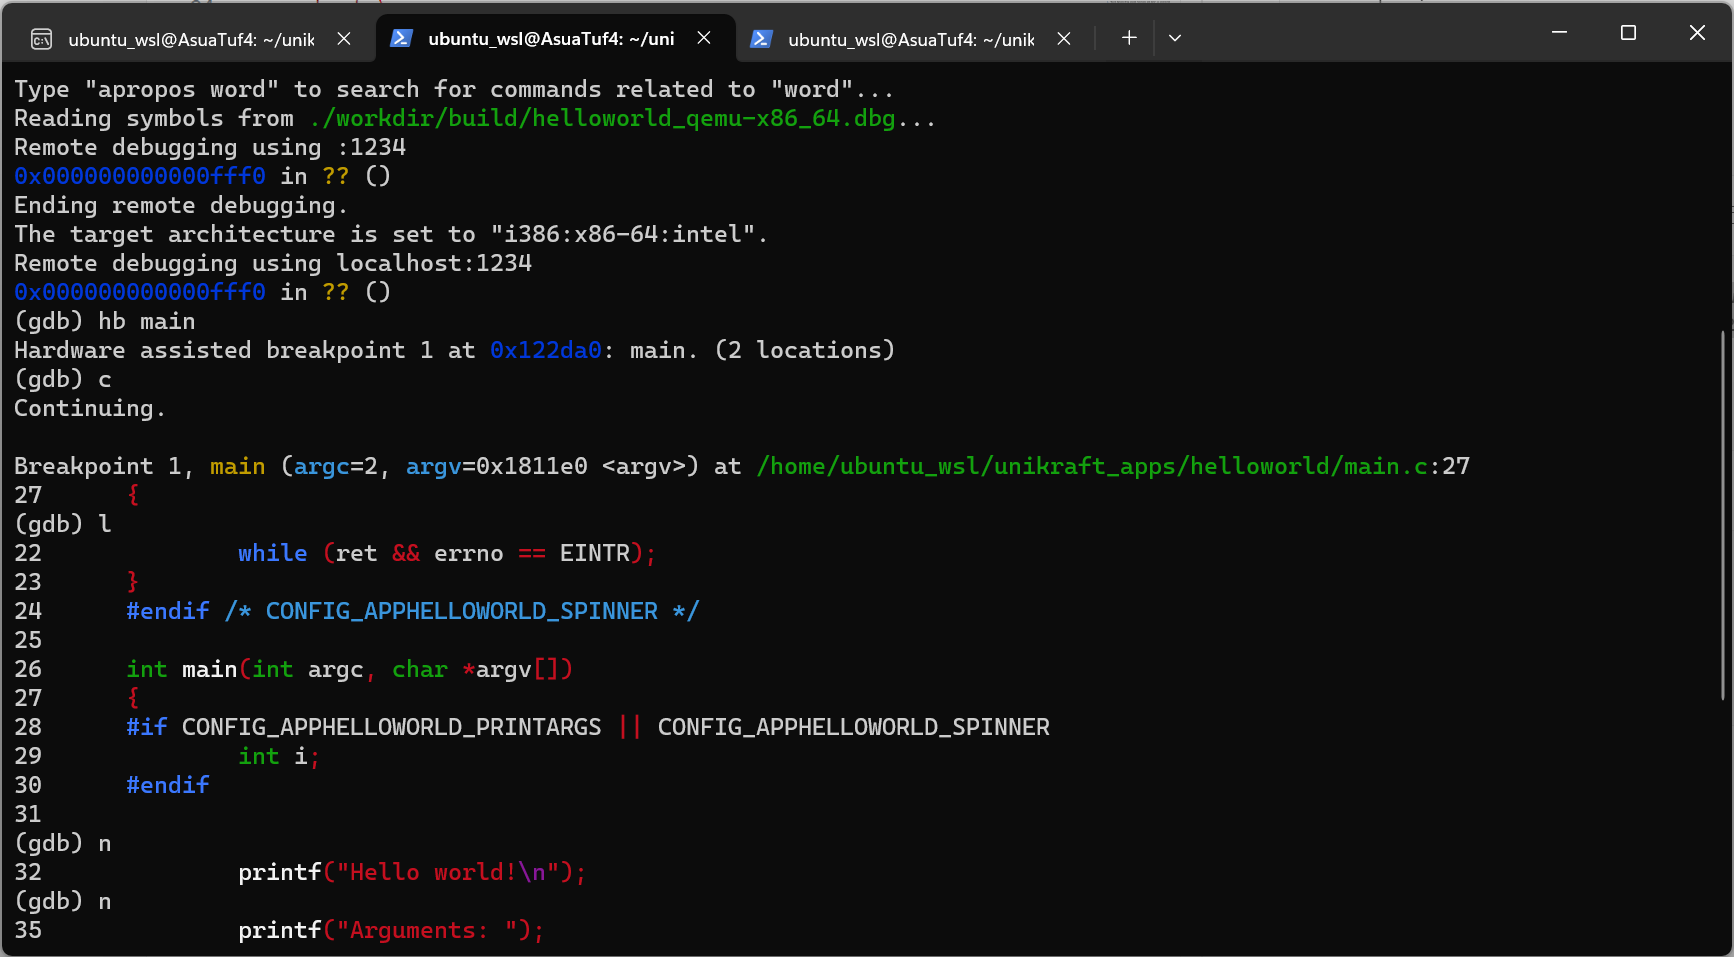 ubuntu_wsl@AsuaTuf4: ~/unik
ubuntu_wsl@AsuaTuf4: ~/uni
ubuntu_wsl@AsuaTuf4: ~/unik
Type "apropos word" to search for commands related to "word"...
Reading symbols from ./workdir/build/helloworld_qemu-x86_64.dbg...
Remote debugging using :1234
0x000000000000fff0 in ?? ()
Ending remote debugging.
The target architecture is set to "i386:x86-64:intel".
Remote debugging using localhost:1234
0x000000000000fff0 in ?? ()
(gdb) hb main
Hardware assisted breakpoint 1 at 0x122da0: main. (2 locations)
(gdb) c
Continuing.
Breakpoint 1, main (argc=2, argv=0x1811e0 <argv>) at /home/ubuntu_wsl/unikraft_apps/helloworld/main.c:27
27      {
(gdb) l
22              while (ret && errno == EINTR);
23      }
24      #endif /* CONFIG_APPHELLOWORLD_SPINNER */
25
26      int main(int argc, char *argv[])
27      {
28      #if CONFIG_APPHELLOWORLD_PRINTARGS || CONFIG_APPHELLOWORLD_SPINNER
29              int i;
30      #endif
31
(gdb) n
32              printf("Hello world!\n");
(gdb) n
35              printf("Arguments: ");